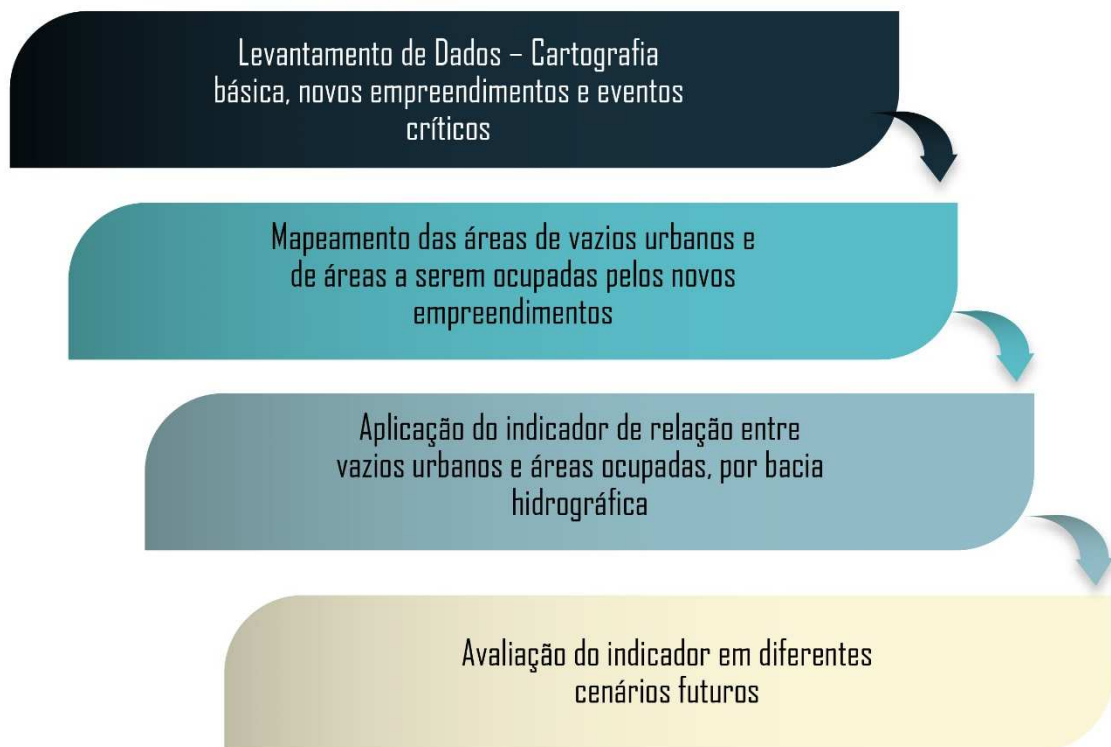 Levantamento de Dados – Cartografia
básica, novos empreendimentos e eventos
críticos
Mapeamento das áreas de vazios urbanos e
de áreas a serem ocupadas pelos novos
empreendimentos
Aplicação do indicador de relação entre
vazios urbanos e áreas ocupadas, por bacia
hidrográfica
Avaliação do indicador em diferentes
cenários futuros